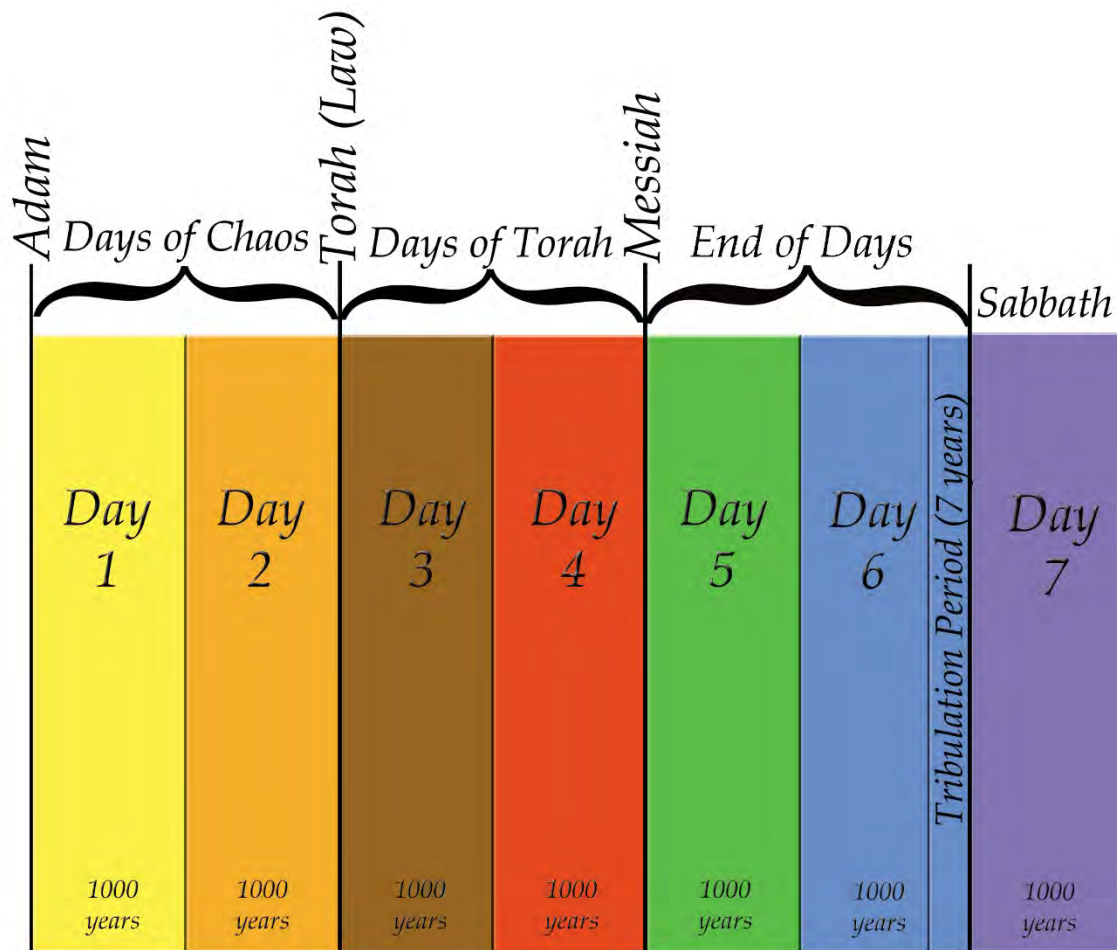 Adam
Torah (Law)
Messiah
Days of Chaos
Days of Torah
End of Days
Sabbath
Day
1
Day
2
Day
3
Day
4
Day
5
Day
6
Tribulation Period (7 years)
Day
7
1000
years
1000
years
1000
years
1000
years
1000
years
1000
years
1000
years